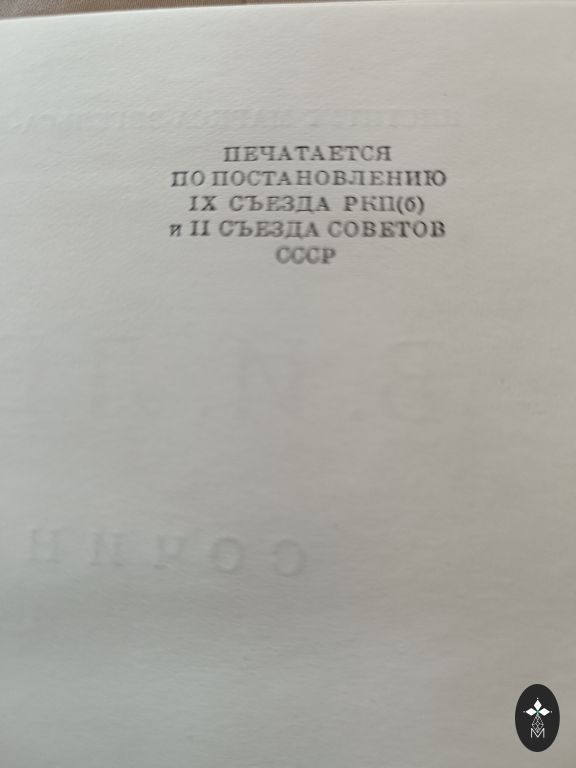 ПЕЧАТАЕТСЯ
ПО ПОСТАНОВЛЕНИЮ
IX СЪЕЗДА РКП(б)
и II СЪЕЗДА СОВЕТОВ
СССР